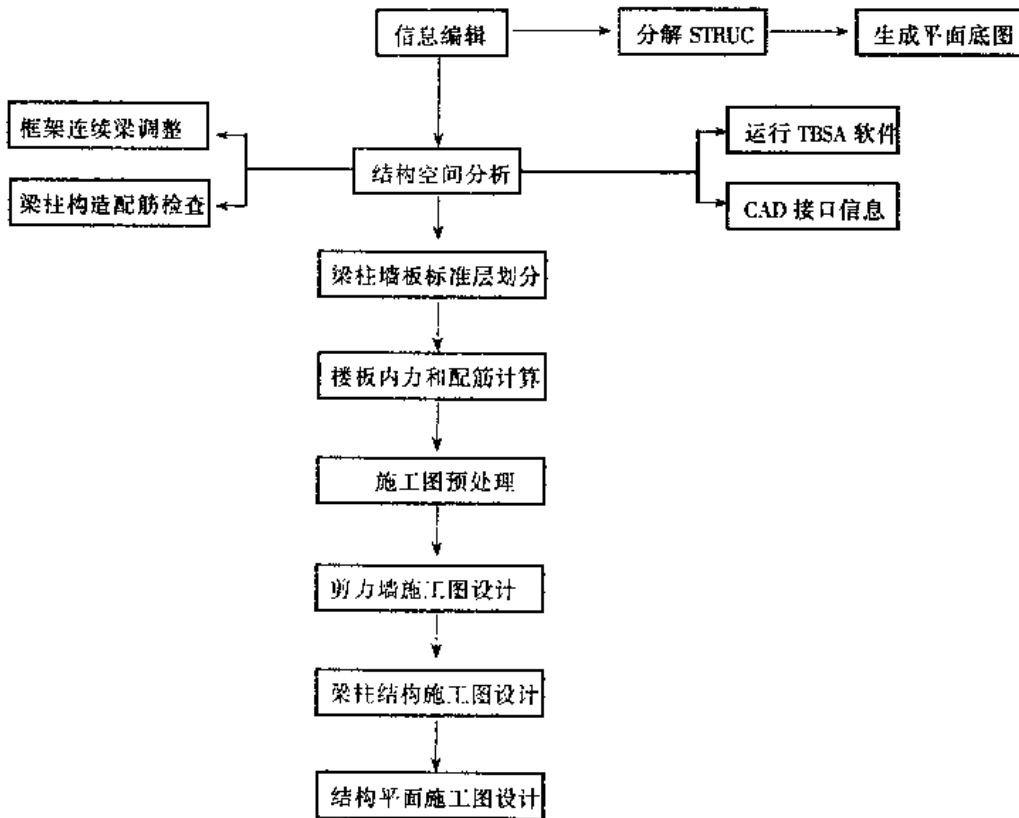 信息编辑
分解 STRUC
生成平面底图
框架连续梁调整
运行 TBSA 软件
结构空间分析
梁柱构造配筋检查
CAD 接口信息
梁柱墙板标准层划分
楼板内力和配筋计算
施工图预处理
剪力墙施工图设计
梁柱结构施工图设计
结构平面施工图设计